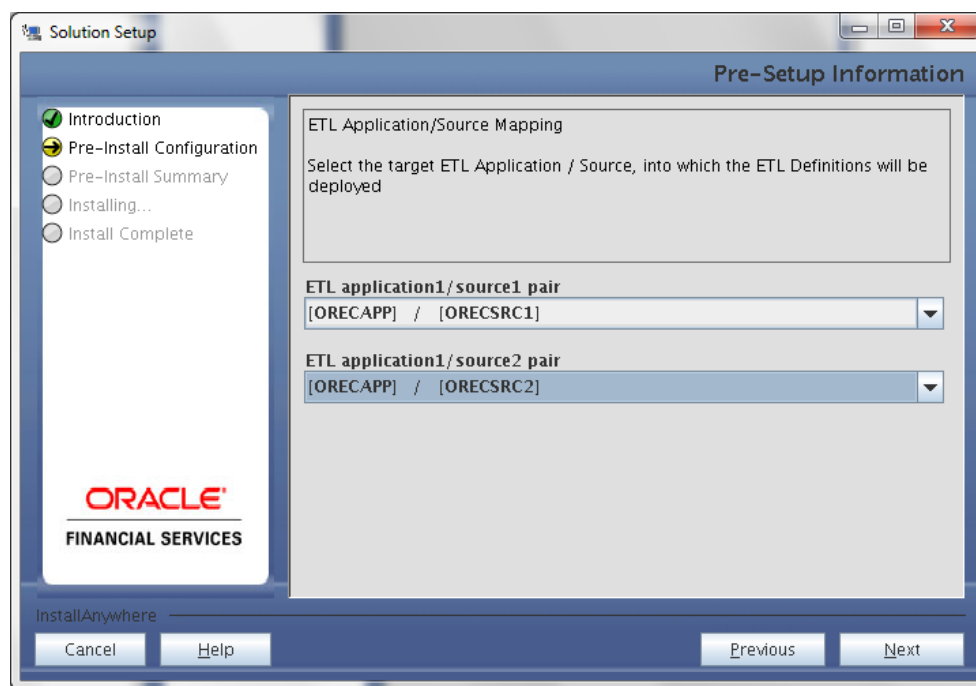 Solution Setup
Pre-Setup Information
Introduction
Pre-Install Configuration
Pre-Install Summary
Installing...
Install Complete
ORACLE
FINANCIAL SERVICES
ETL Application/Source Mapping
Select the target ETL Application / Source, into which the ETL Definitions will be
deployed
ETL application1/source1 pair
[ORECAPP] / [ORECSRC1]
ETL application1/source2 pair
[ORECAPP] / [ORECSRC2]
InstallAnywhere
Cancel Help Previous Next